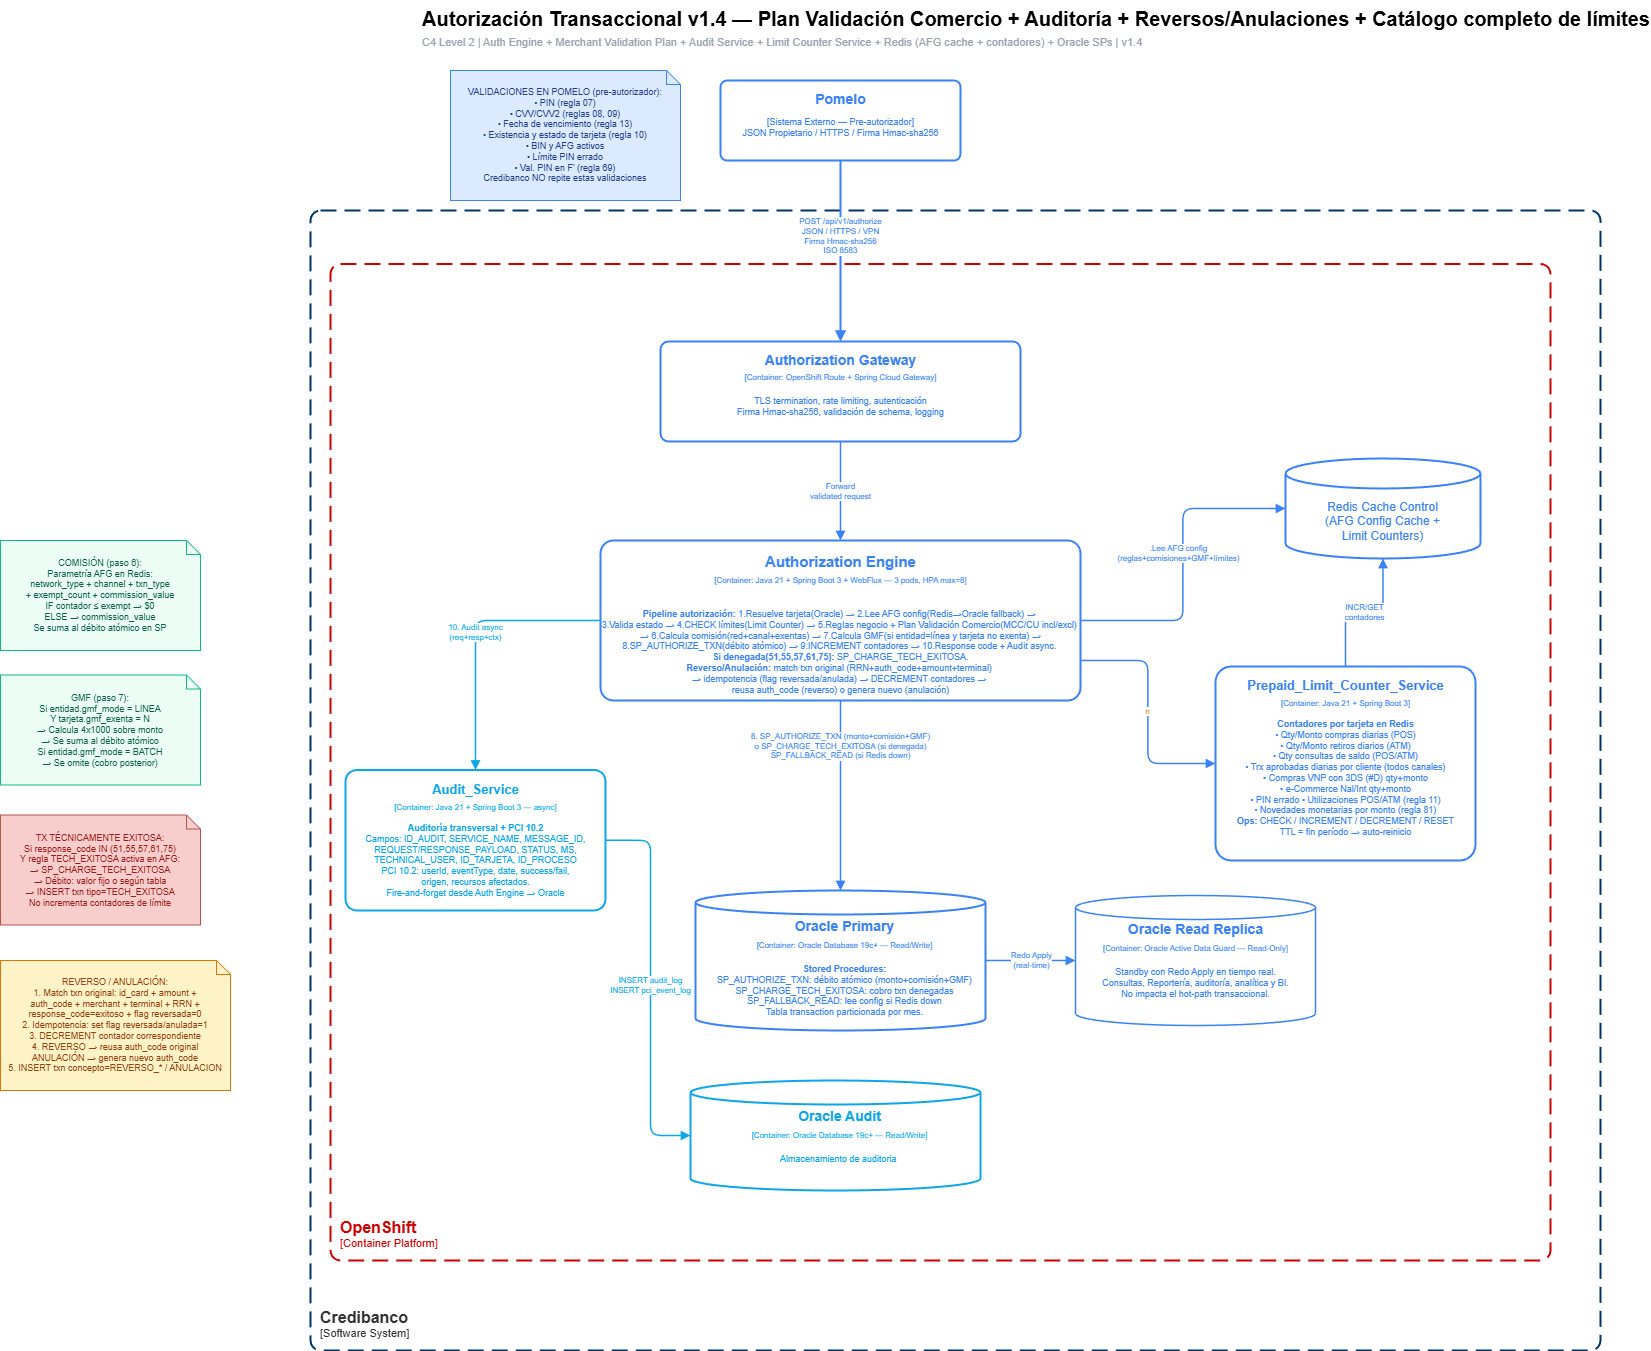 Autorización Transaccional v1.4 — Plan Validación Comercio + Auditoría + Reversos/Anulaciones + Catálogo completo de límites
C4 Level 2 | Auth Engine + Merchant Validation Plan + Audit Service + Limit Counter Service + Redis (AFG cache + contadores) + Oracle SPs | v1.4
VALIDACIONES EN POMELO (pre-autorizador):
• PIN (regla 07)
• CVV/CVV2 (reglas 08, 09)
• Fecha de vencimiento (regla 13)
• Existencia y estado de tarjeta (regla 10)
• BIN y AFG activos
• Límite PIN errado
• Val. PIN en F' (regla 69)
Credibanco NO repite estas validaciones
Pomelo
[Sistema Externo — Pre-autorizador]
JSON Propietario / HTTPS / Firma Hmac-sha256
POST /api/v1/authorize
JSON / HTTPS / VPN
Firma Hmac-sha256
ISO 8583
Authorization Gateway
[Container: OpenShift Route + Spring Cloud Gateway]
TLS termination, rate limiting, autenticación
Firma Hmac-sha256, validación de schema, logging
Forward
validated request
Redis Cache Control
(AFG Config Cache +
Limit Counters)
.Lee AFG config
(reglas+comisiones+GMF+límites)
Authorization Engine
[Container: Java 21 + Spring Boot 3 + WebFlux — 3 pods, HPA max=8]
Pipeline autorización: 1.Resuelve tarjeta(Oracle) → 2.Lee AFG config(Redis→Oracle fallback) →
3.Valida estado → 4.CHECK límites(Limit Counter) → 5.Reglas negocio + Plan Validación Comercio(MCC/CU incl/excl)
→ 6.Calcula comisión(red+canal+exentas) → 7.Calcula GMF(si entidad=línea y tarjeta no exenta) →
8.SP_AUTHORIZE_TXN(débito atómico) → 9.INCREMENT contadores → 10.Response code + Audit async.
Si denegada(51,55,57,61,75): SP_CHARGE_TECH_EXITOSA.
Reverso/Anulación: match txn original (RRN+auth_code+amount+terminal)
→ idempotencia (flag reversada/anulada) → DECREMENT contadores →
reusa auth_code (reverso) o genera nuevo (anulación)
COMISIÓN (paso 6):
Parametría AFG en Redis:
network_type + channel + txn_type
+ exempt_count + commission_value
IF contador ≤ exempt → $0
ELSE → commission_value
Se suma al débito atómico en SP
10. Audit async
(req+resp+ctx)
INCR/GET
contadores
GMF (paso 7):
Si entidad.gmf_mode = LINEA
Y tarjeta.gmf_exenta = N
→ Calcula 4x1000 sobre monto
→ Se suma al débito atómico
Si entidad.gmf_mode = BATCH
→ Se omite (cobro posterior)
n
8. SP_AUTHORIZE_TXN (monto+comisión+GMF)
o SP_CHARGE_TECH_EXITOSA (si denegada)
SP_FALLBACK_READ (si Redis down)
Prepaid_Limit_Counter_Service
[Container: Java 21 + Spring Boot 3]
Contadores por tarjeta en Redis
• Qty/Monto compras diarias (POS)
• Qty/Monto retiros diarios (ATM)
• Qty consultas de saldo (POS/ATM)
• Trx aprobadas diarias por cliente (todos canales)
• Compras VNP con 3DS (#D) qty+monto
• e-Commerce Nal/Int qty+monto
• PIN errado • Utilizaciones POS/ATM (regla 11)
• Novedades monetarias por monto (regla 81)
Ops: CHECK / INCREMENT / DECREMENT / RESET
TTL = fin período → auto-reinicio
Audit_Service
[Container: Java 21 + Spring Boot 3 — async]
Auditoría transversal + PCI 10.2
Campos: ID_AUDIT, SERVICE_NAME, MESSAGE_ID,
REQUEST/RESPONSE_PAYLOAD, STATUS, MS,
TECHNICAL_USER, ID_TARJETA, ID_PROCESO
PCI 10.2: userId, eventType, date, success/fail,
origen, recursos afectados.
Fire-and-forget desde Auth Engine → Oracle
TX TÉCNICAMENTE EXITOSA:
Si response_code IN (51,55,57,61,75)
Y regla TECH_EXITOSA activa en AFG:
→ SP_CHARGE_TECH_EXITOSA
→ Débito: valor fijo o según tabla
→ INSERT txn tipo=TECH_EXITOSA
No incrementa contadores de límite
Oracle Primary
[Container: Oracle Database 19c+ — Read/Write]
Stored Procedures:
SP_AUTHORIZE_TXN: débito atómico (monto+comisión+GMF)
SP_CHARGE_TECH_EXITOSA: cobro txn denegadas
SP_FALLBACK_READ: lee config si Redis down
Tabla transaction particionada por mes.
Redo Apply
(real-time)
Oracle Read Replica
[Container: Oracle Active Data Guard — Read-Only]
Standby con Redo Apply en tiempo real.
Consultas, Reportería, auditoría, analítica y BI.
No impacta el hot-path transaccional.
REVERSO / ANULACIÓN:
1. Match txn original: id_card + amount +
auth_code + merchant + terminal + RRN +
response_code=exitoso + flag reversada=0
2. Idempotencia: set flag reversada/anulada=1
3. DECREMENT contador correspondiente
4. REVERSO → reusa auth_code original
ANULACIÓN → genera nuevo auth_code
5. INSERT txn concepto=REVERSO_* / ANULACION
INSERT audit_log
INSERT pci_event_log
Oracle Audit
[Container: Oracle Database 19c+ — Read/Write]
Almacenamiento de auditoria
OpenShift
[Container Platform]
Credibanco
[Software System]